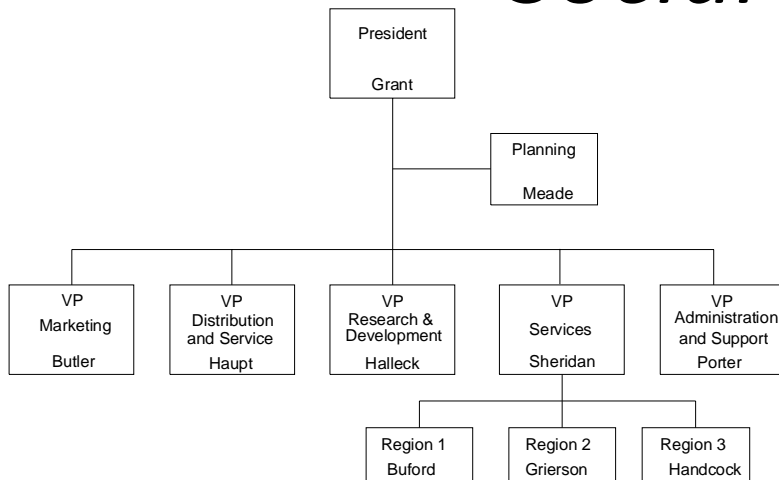 President
Grant
Planning
Meade
VP
Marketing
Butler
VP
Distribution
and Service
Haupt
VP
Research &
Development
Halleck
VP
Services
Sheridan
VP
Administration
and Support
Porter
Region 1
Buford
Region 2
Grierson
Region 3
Handcock